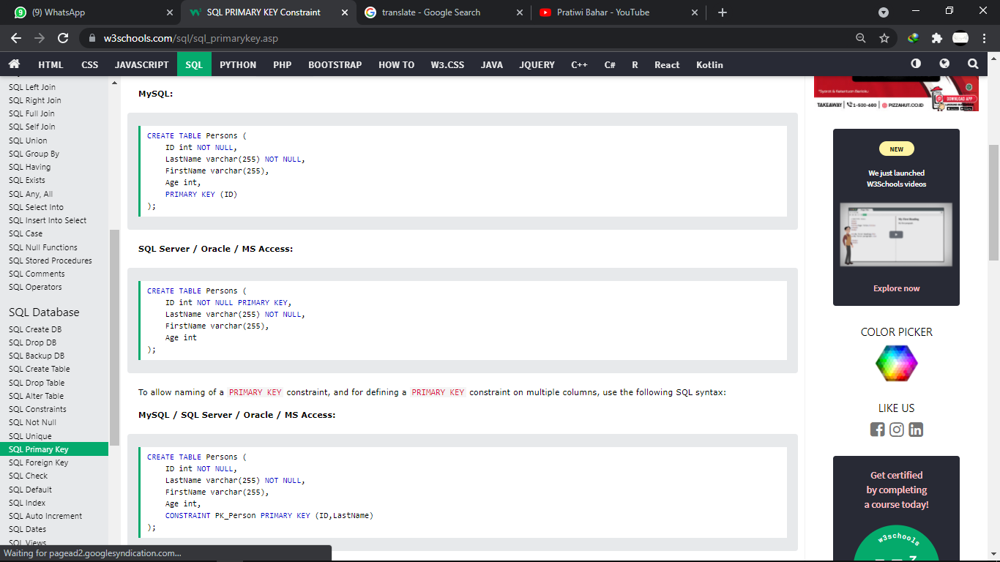 (9) WhatsApp
SQL PRIMARY KEY Constraint
translate - Google Search
Pratiwi Bahar - YouTube
w3schools.com/sql/sql_primarykey.asp
HTML CSS JAVASCRIPT SQL PYTHON PHP BOOTSTRAP HOW TO W3.CSS JAVA JQUERY C++ C# R React Kotlin
SQL Left Join
SQL Right Join
SQL Full Join
SQL Self Join
SQL Union
SQL Group By
SQL Having
SQL Exists
SQL Any, All
SQL Select Into
SQL Insert Into Select
SQL Case
SQL Null Functions
SQL Stored Procedures
SQL Comments
SQL Operators
SQL Database
SQL Create DB
SQL Drop DB
SQL Backup DB
SQL Create Table
SQL Drop Table
SQL Alter Table
SQL Constraints
SQL Not Null
SQL Unique
SQL Primary Key
SQL Foreign Key
SQL Check
SQL Default
SQL Index
SQL Auto Increment
SQL Dates
SQL Views
Waiting for pagead2.googlesyndication.com...
MySQL:
CREATE TABLE Persons (
    ID int NOT NULL,
    LastName varchar(255) NOT NULL,
    FirstName varchar(255),
    Age int,
    PRIMARY KEY (ID)
);
SQL Server / Oracle / MS Access:
CREATE TABLE Persons (
    ID int NOT NULL PRIMARY KEY,
    LastName varchar(255) NOT NULL,
    FirstName varchar(255),
    Age int
);
To allow naming of a PRIMARY KEY constraint, and for defining a PRIMARY KEY constraint on multiple columns, use the following SQL syntax:
MySQL / SQL Server / Oracle / MS Access:
CREATE TABLE Persons (
    ID int NOT NULL,
    LastName varchar(255) NOT NULL,
    FirstName varchar(255),
    Age int,
    CONSTRAINT PK_Person PRIMARY KEY (ID,LastName)
);
*Syarat & Ketentuan Berlaku
DOWNLOAD APP
TAKEAWAY 1-500-600 PIZZAHUT.CO.ID
NEW
We just launched
W3Schools videos
Explore now
COLOR PICKER
LIKE US
Get certified
by completing
a course today!
w3schools